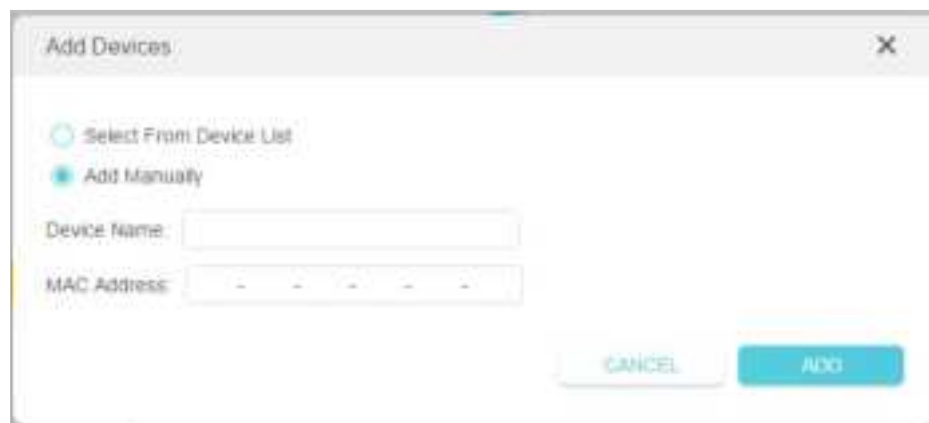 Add Devices
Select From Device List
Add Manually
Device Name:
MAC Address: - - - - -
CANCEL ADD